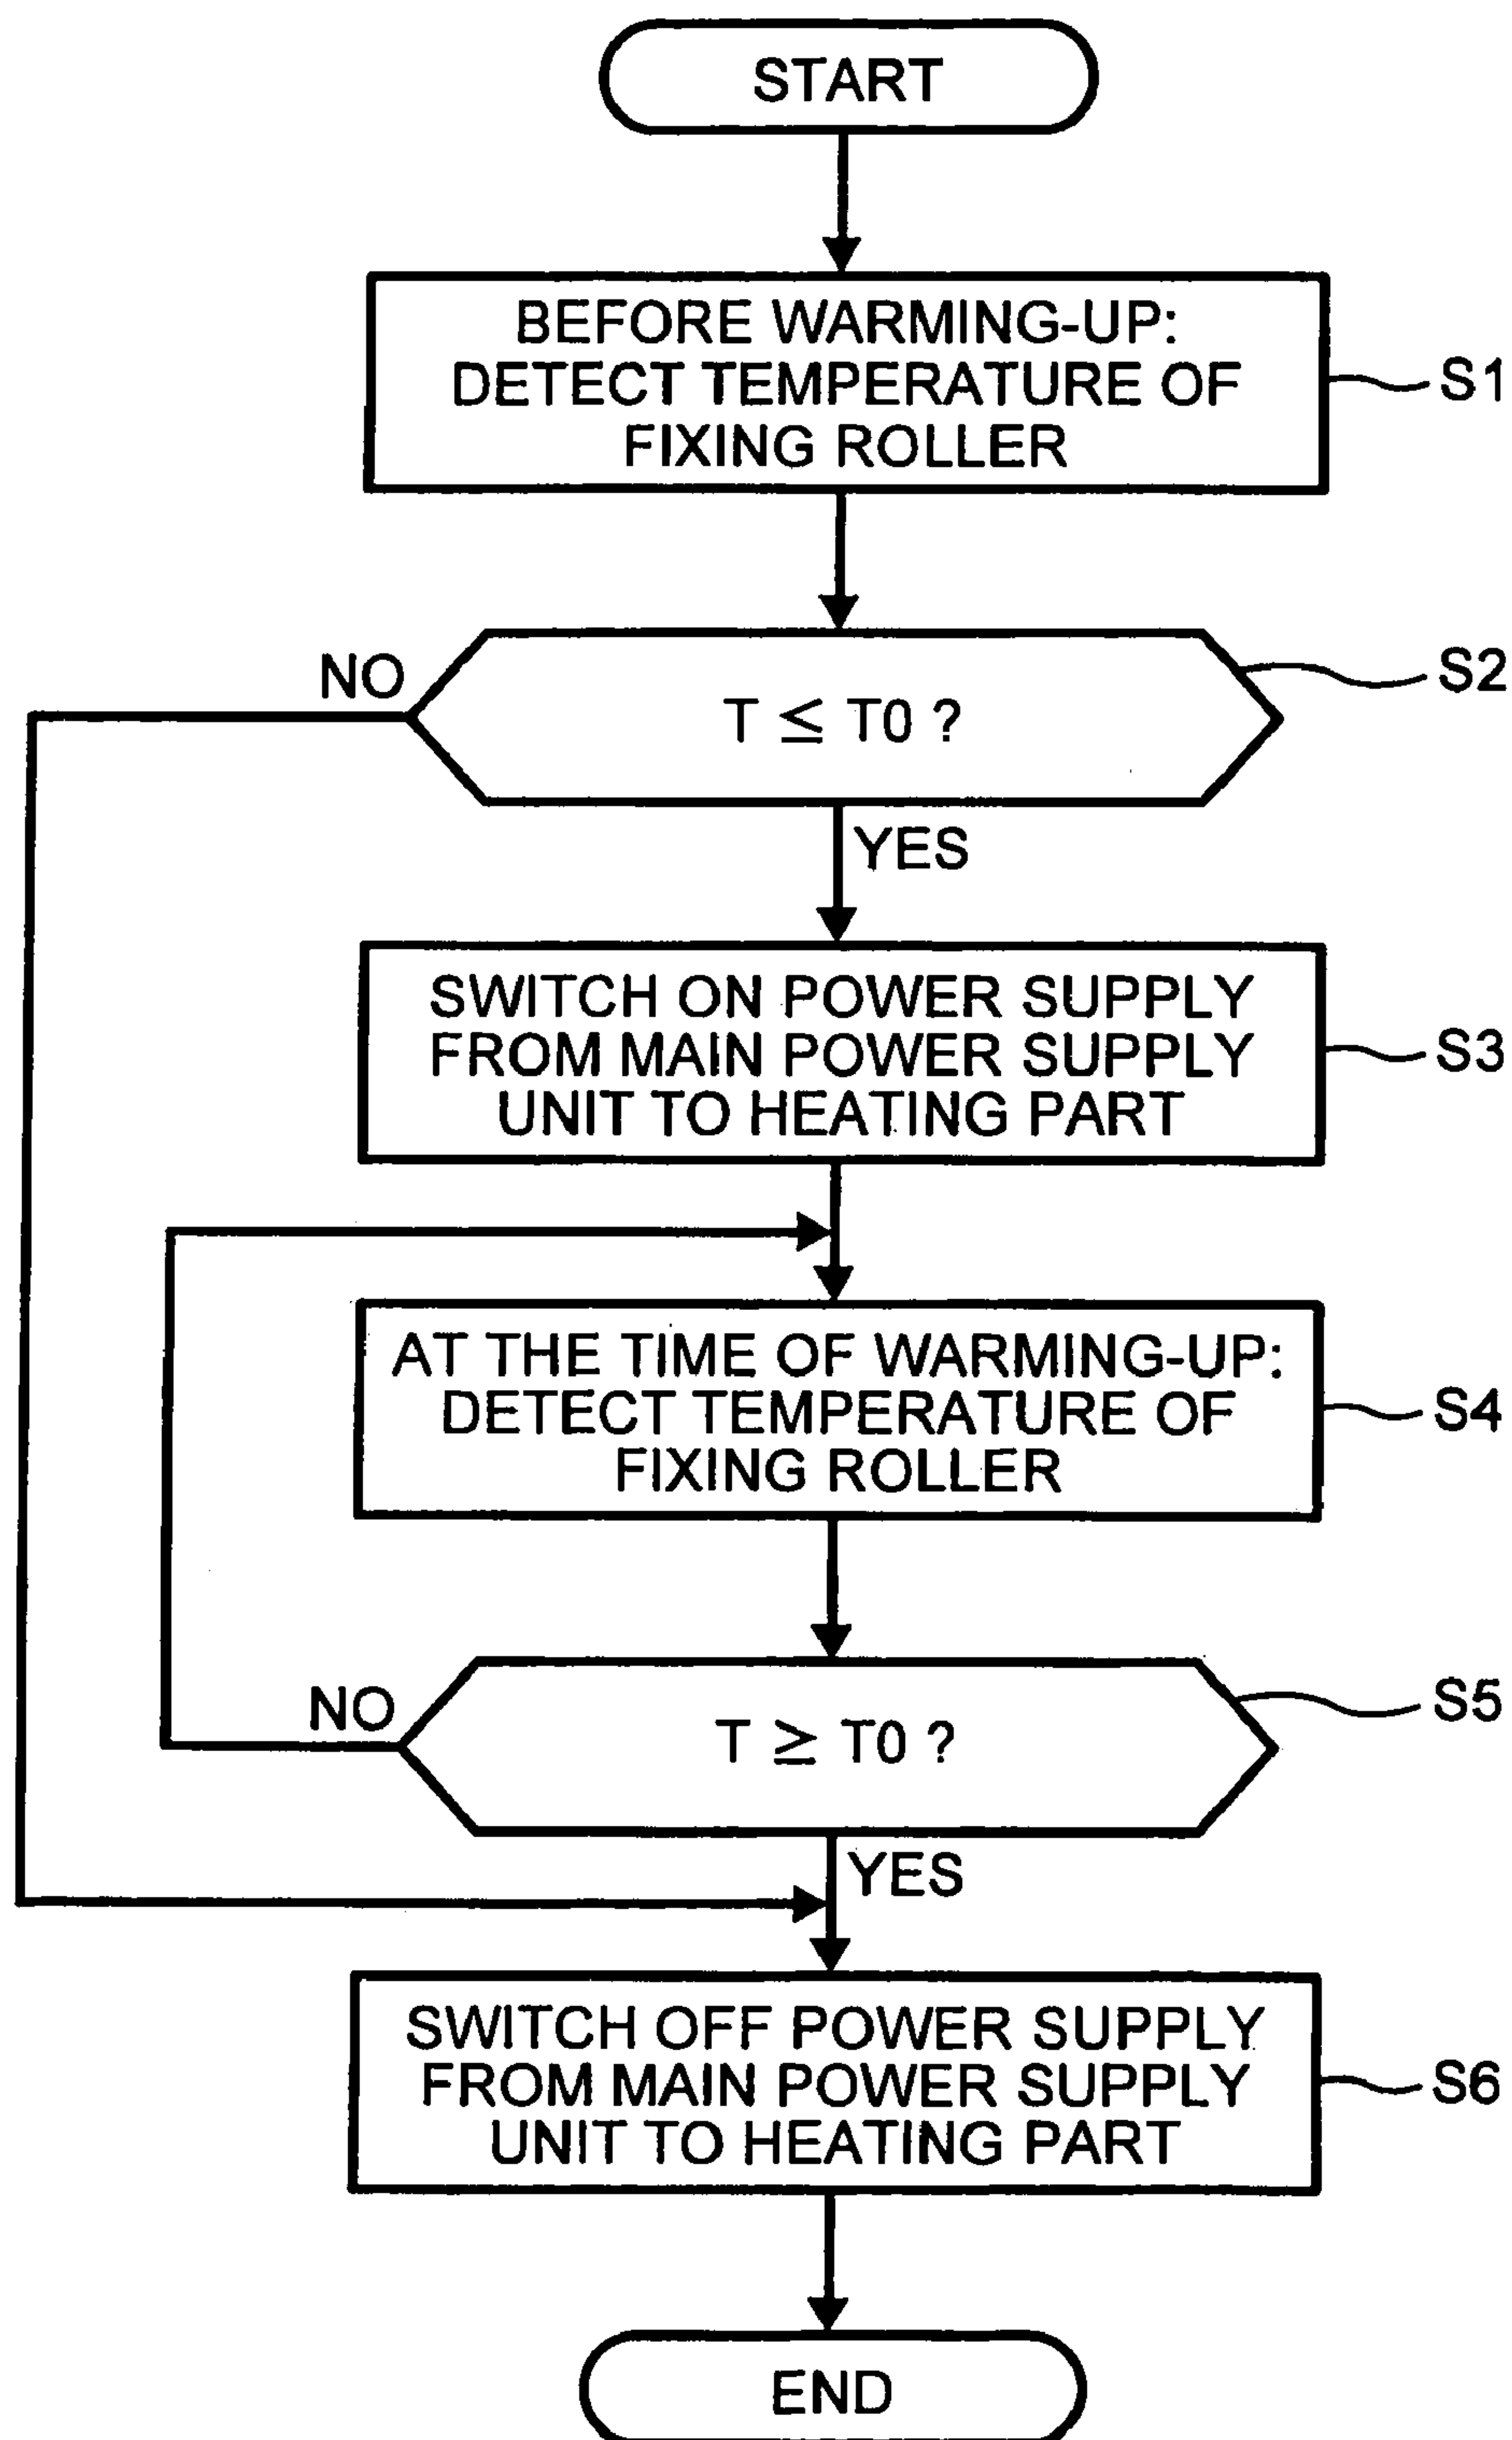 START
BEFORE WARMING-UP:
DETECT TEMPERATURE OF
FIXING ROLLER
S1
NO
S2
T ≤ T0 ?
YES
SWITCH ON POWER SUPPLY
FROM MAIN POWER SUPPLY
UNIT TO HEATING PART
S3
AT THE TIME OF WARMING-UP:
DETECT TEMPERATURE OF
FIXING ROLLER
S4
NO
S5
T ≥ T0 ?
YES
SWITCH OFF POWER SUPPLY
FROM MAIN POWER SUPPLY
UNIT TO HEATING PART
S6
END